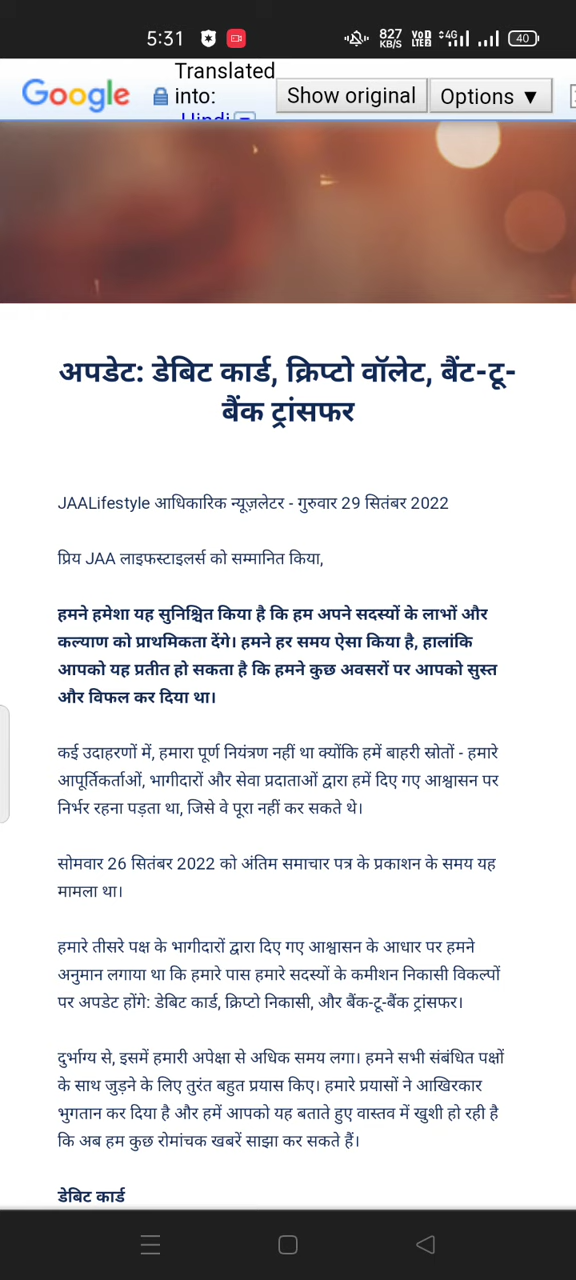 5:31
827
KB/S
VoD
LTE2
4G
40
Google
Translated
into:
Hindi
Show original
Options ▼
अपडेट: डेबिट कार्ड, क्रिप्टो वॉलेट, बैंट-टू-
बैंक ट्रांसफर
JAALifestyle आधिकारिक न्यूज़लेटर - गुरुवार 29 सितंबर 2022
प्रिय JAA लाइफस्टाइलर्स को सम्मानित किया,
हमने हमेशा यह सुनिश्चित किया है कि हम अपने सदस्यों के लाभों और
कल्याण को प्राथमिकता देंगे। हमने हर समय ऐसा किया है, हालांकि
आपको यह प्रतीत हो सकता है कि हमने कुछ अवसरों पर आपको सुस्त
और विफल कर दिया था।
कई उदाहरणों में, हमारा पूर्ण नियंत्रण नहीं था क्योंकि हमें बाहरी स्रोतों - हमारे
आपूर्तिकर्ताओं, भागीदारों और सेवा प्रदाताओं द्वारा हमें दिए गए आश्वासन पर
निर्भर रहना पड़ता था, जिसे वे पूरा नहीं कर सकते थे।
सोमवार 26 सितंबर 2022 को अंतिम समाचार पत्र के प्रकाशन के समय यह
मामला था।
हमारे तीसरे पक्ष के भागीदारों द्वारा दिए गए आश्वासन के आधार पर हमने
अनुमान लगाया था कि हमारे पास हमारे सदस्यों के कमीशन निकासी विकल्पों
पर अपडेट होंगे: डेबिट कार्ड, क्रिप्टो निकासी, और बैंक-टू-बैंक ट्रांसफर।
दुर्भाग्य से, इसमें हमारी अपेक्षा से अधिक समय लगा। हमने सभी संबंधित पक्षों
के साथ जुड़ने के लिए तुरंत बहुत प्रयास किए। हमारे प्रयासों ने आखिरकार
भुगतान कर दिया है और हमें आपको यह बताते हुए वास्तव में खुशी हो रही है
कि अब हम कुछ रोमांचक खबरें साझा कर सकते हैं।
डेबिट कार्ड